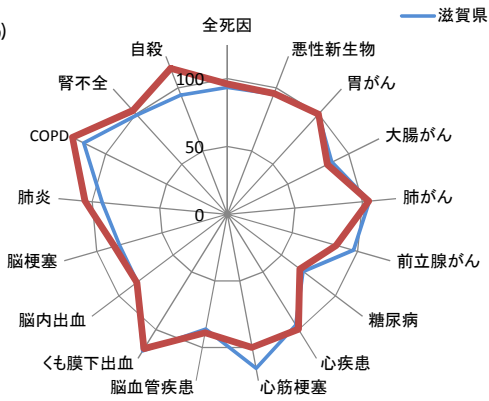 )
滋賀県
全死因
悪性新生物
胃がん
大腸がん
肺がん
前立腺がん
糖尿病
心疾患
心筋梗塞
脳血管疾患
くも膜下出血
脳内出血
脳梗塞
肺炎
COPD
腎不全
自殺
100
50
0